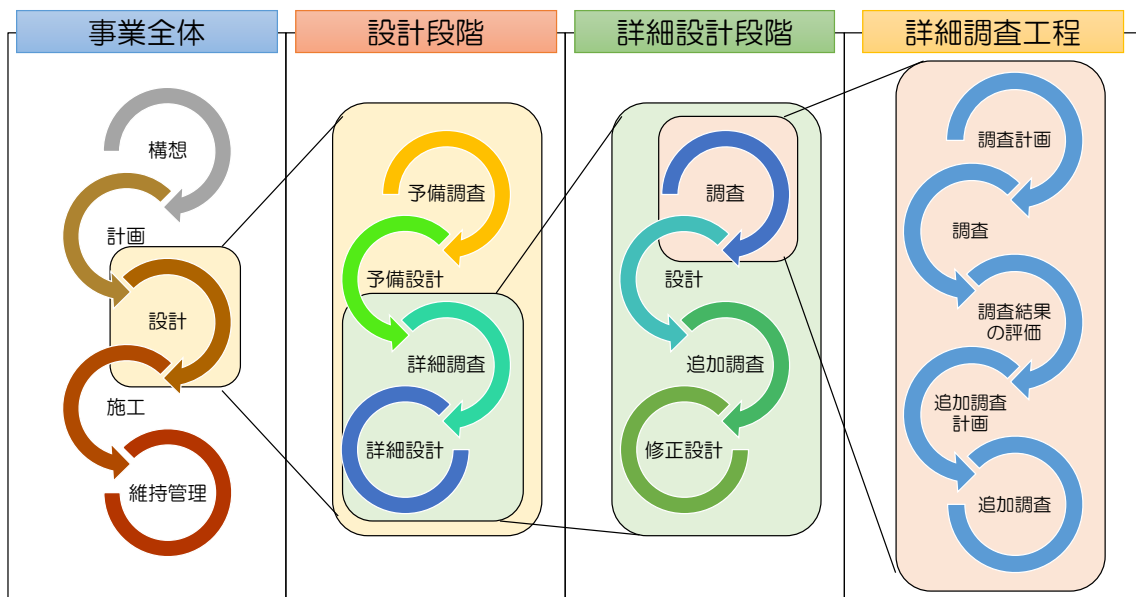 事業全体
設計段階
詳細設計段階
詳細調査工程
構想
計画
設計
施工
維持管理
予備調査
予備設計
詳細調査
詳細設計
調査
設計
追加調査
修正設計
調査計画
調査
調査結果
の評価
追加調査
計画
追加調査